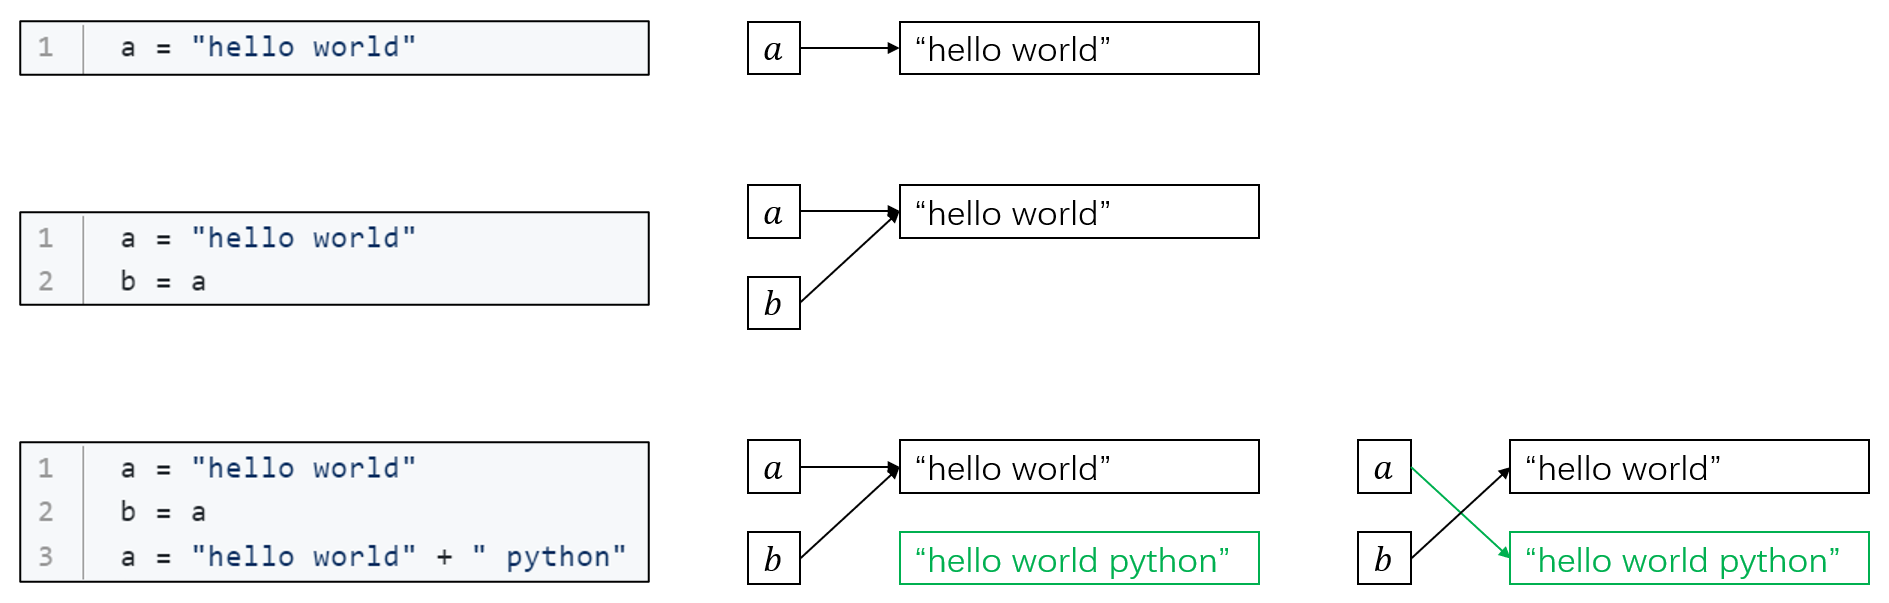 1 a = "hello world"
a “hello world”
1 a = "hello world"
2 b = a
a “hello world”
b
1 a = "hello world"
2 b = a
3 a = "hello world" + " python"
a “hello world”
b “hello world python”
a “hello world”
b “hello world python”